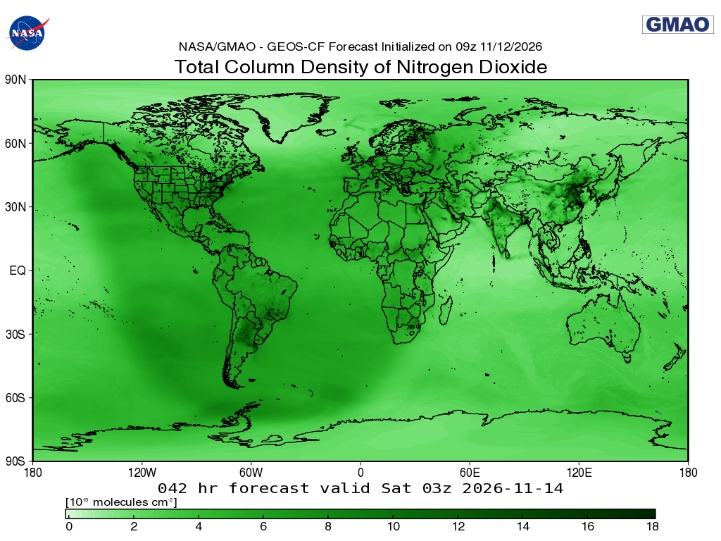 NASA
GMAO
NASA/GMAO - GEOS-CF Forecast Initialized on 09z 11/12/2026
Total Column Density of Nitrogen Dioxide
90N
60N
30N
EQ
30S
60S
90S
180 120W 60W 0 60E 120E 180
042 hr forecast valid Sat 03z 2026-11-14
[10¹⁵ molecules cm⁻²]
0 2 4 6 8 10 12 14 16 18